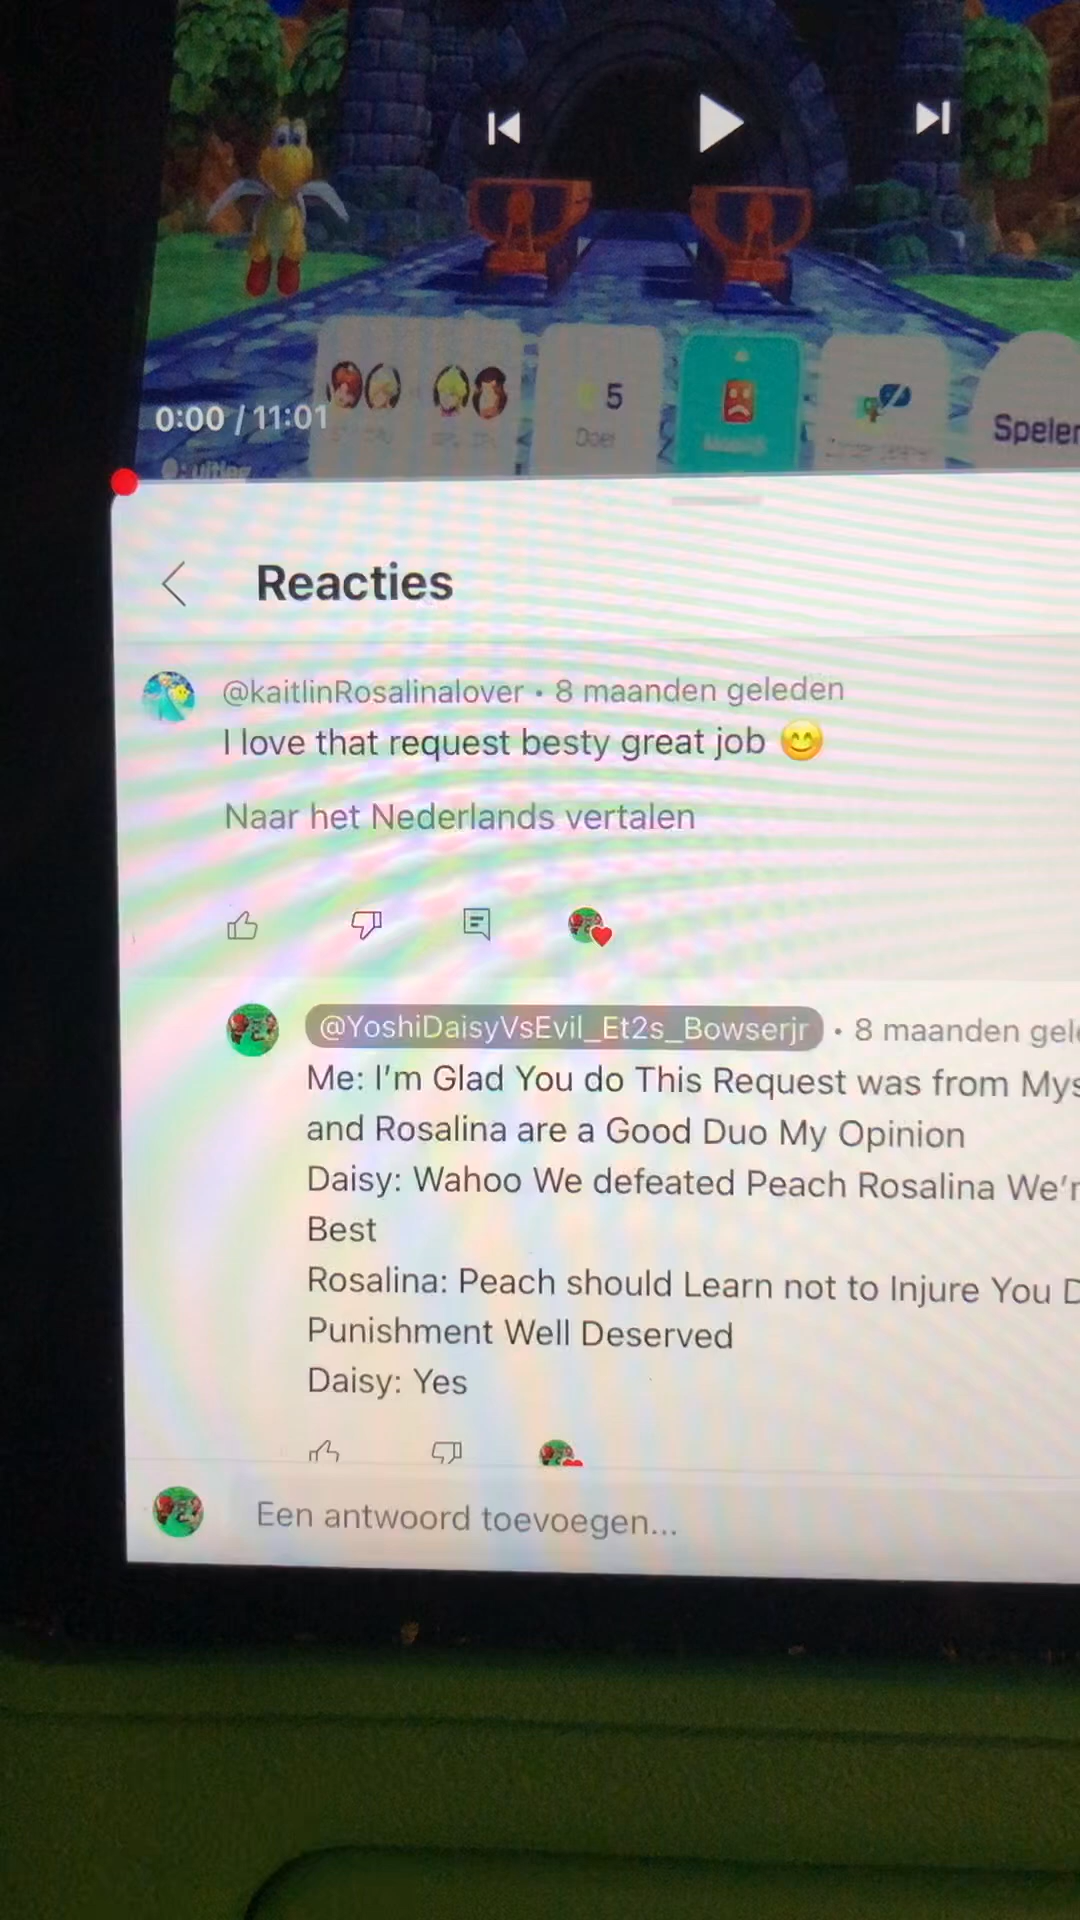 5
Doel
0:00 / 11:01
Speler
Reacties
@kaitlinRosalinalover • 8 maanden geleden
I love that request besty great job 😊
Naar het Nederlands vertalen
@YoshiDaisyVsEvil_Et2s_Bowserjr • 8 maanden gele
Me: I'm Glad You do This Request was from Mys
and Rosalina are a Good Duo My Opinion
Daisy: Wahoo We defeated Peach Rosalina We'r
Best
Rosalina: Peach should Learn not to Injure You D
Punishment Well Deserved
Daisy: Yes
Een antwoord toevoegen...